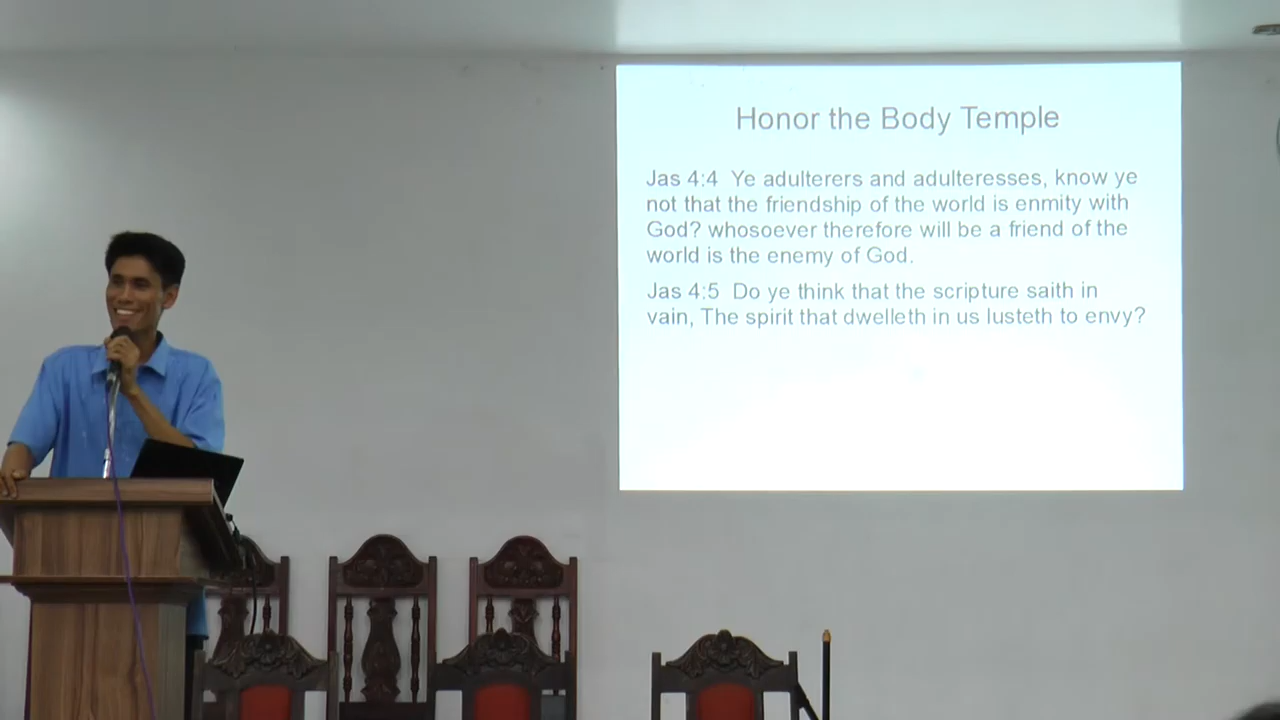 Honor the Body Temple
Jas 4:4  Ye adulterers and adulteresses, know ye
not that the friendship of the world is enmity with
God? whosoever therefore will be a friend of the
world is the enemy of God.
Jas 4:5  Do ye think that the scripture saith in
vain, The spirit that dwelleth in us lusteth to envy?